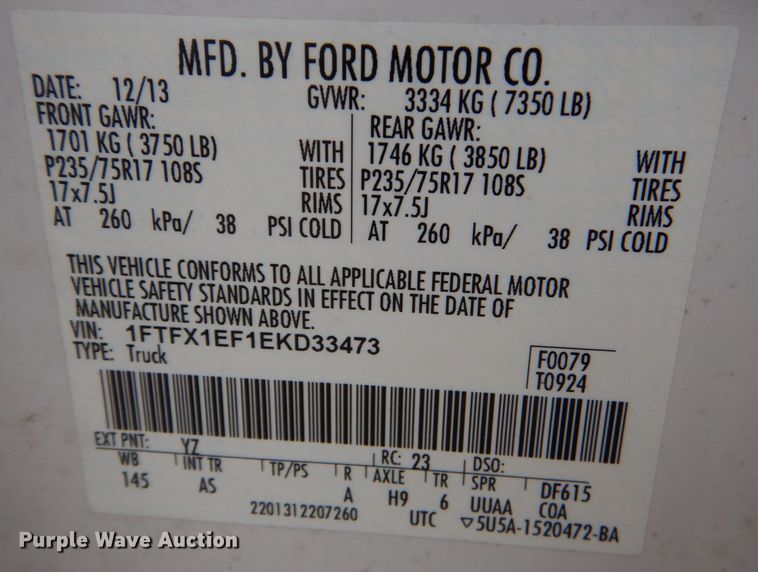 MFD. BY FORD MOTOR CO.
DATE: 12/13 GVWR: 3334 KG ( 7350 LB)
FRONT GAWR: REAR GAWR:
1701 KG ( 3750 LB) WITH 1746 KG ( 3850 LB) WITH
P235/75R17 108S TIRES P235/75R17 108S TIRES
17x7.5J RIMS 17x7.5J RIMS
AT 260 kPa/ 38 PSI COLD AT 260 kPa/ 38 PSI COLD
THIS VEHICLE CONFORMS TO ALL APPLICABLE FEDERAL MOTOR
VEHICLE SAFETY STANDARDS IN EFFECT ON THE DATE OF
MANUFACTURE SHOWN ABOVE.
VIN: 1FTFX1EF1EKD33473
TYPE: Truck
F0079
T0924
EXT PNT: YZ RC: 23 DSO:
WB INT TR TP/PS R AXLE TR SPR DF615
145 AS A H9 6 UUAA COA
2201312207260 UTC ▽5U5A-1520472-BA
Purple Wave Auction